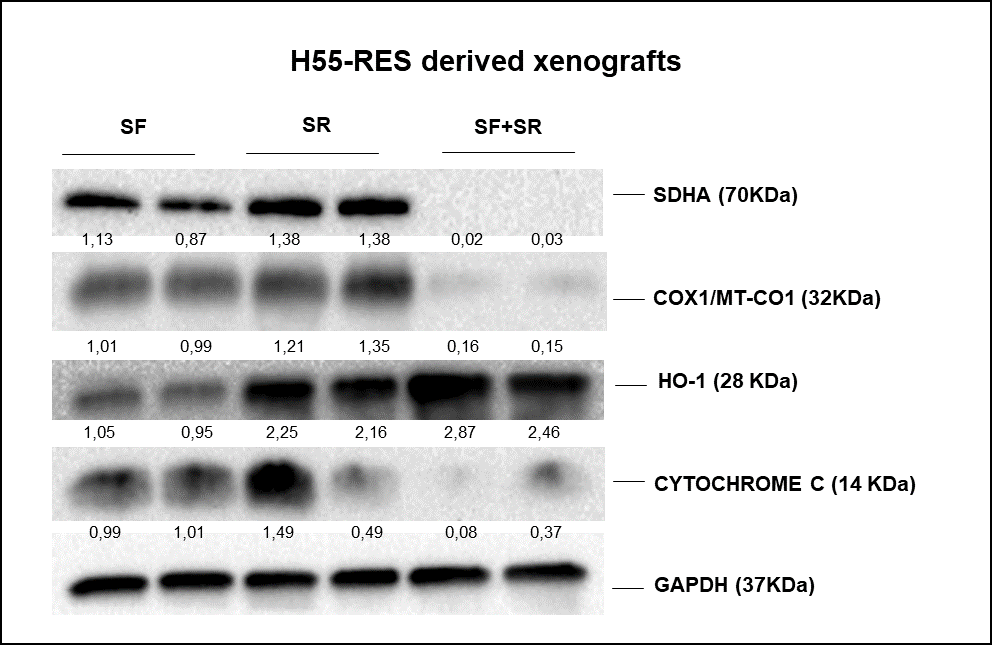 H55-RES derived xenografts
SF SR SF+SR
SDHA (70KDa)
1,13 0,87 1,38 1,38 0,02 0,03
COX1/MT-CO1 (32KDa)
1,01 0,99 1,21 1,35 0,16 0,15
HO-1 (28 KDa)
1,05 0,95 2,25 2,16 2,87 2,46
CYTOCHROME C (14 KDa)
0,99 1,01 1,49 0,49 0,08 0,37
GAPDH (37KDa)